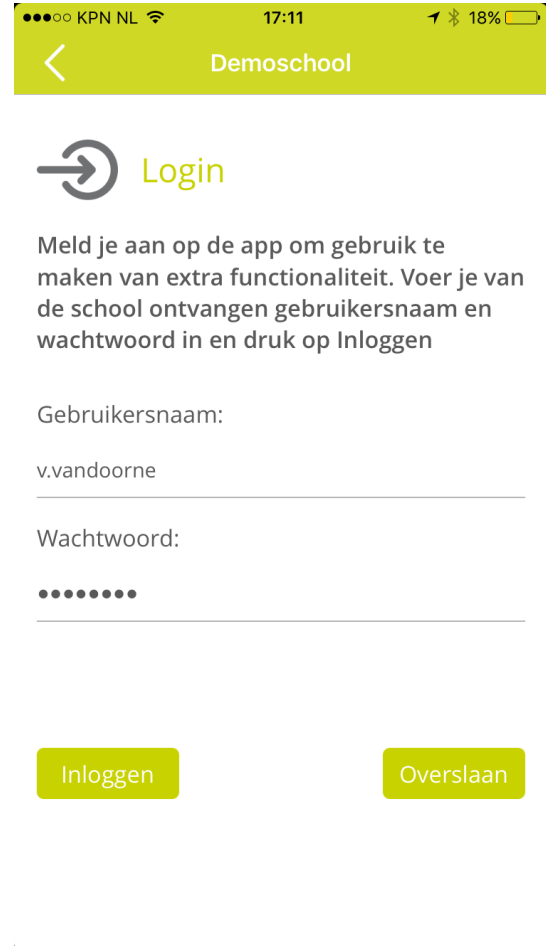 KPN NL 17:11 18%
Demoschool
Login
Meld je aan op de app om gebruik te
maken van extra functionaliteit. Voer je van
de school ontvangen gebruikersnaam en
wachtwoord in en druk op Inloggen
Gebruikersnaam:
v.vandoorne
Wachtwoord:
••••••••
Inloggen Overslaan